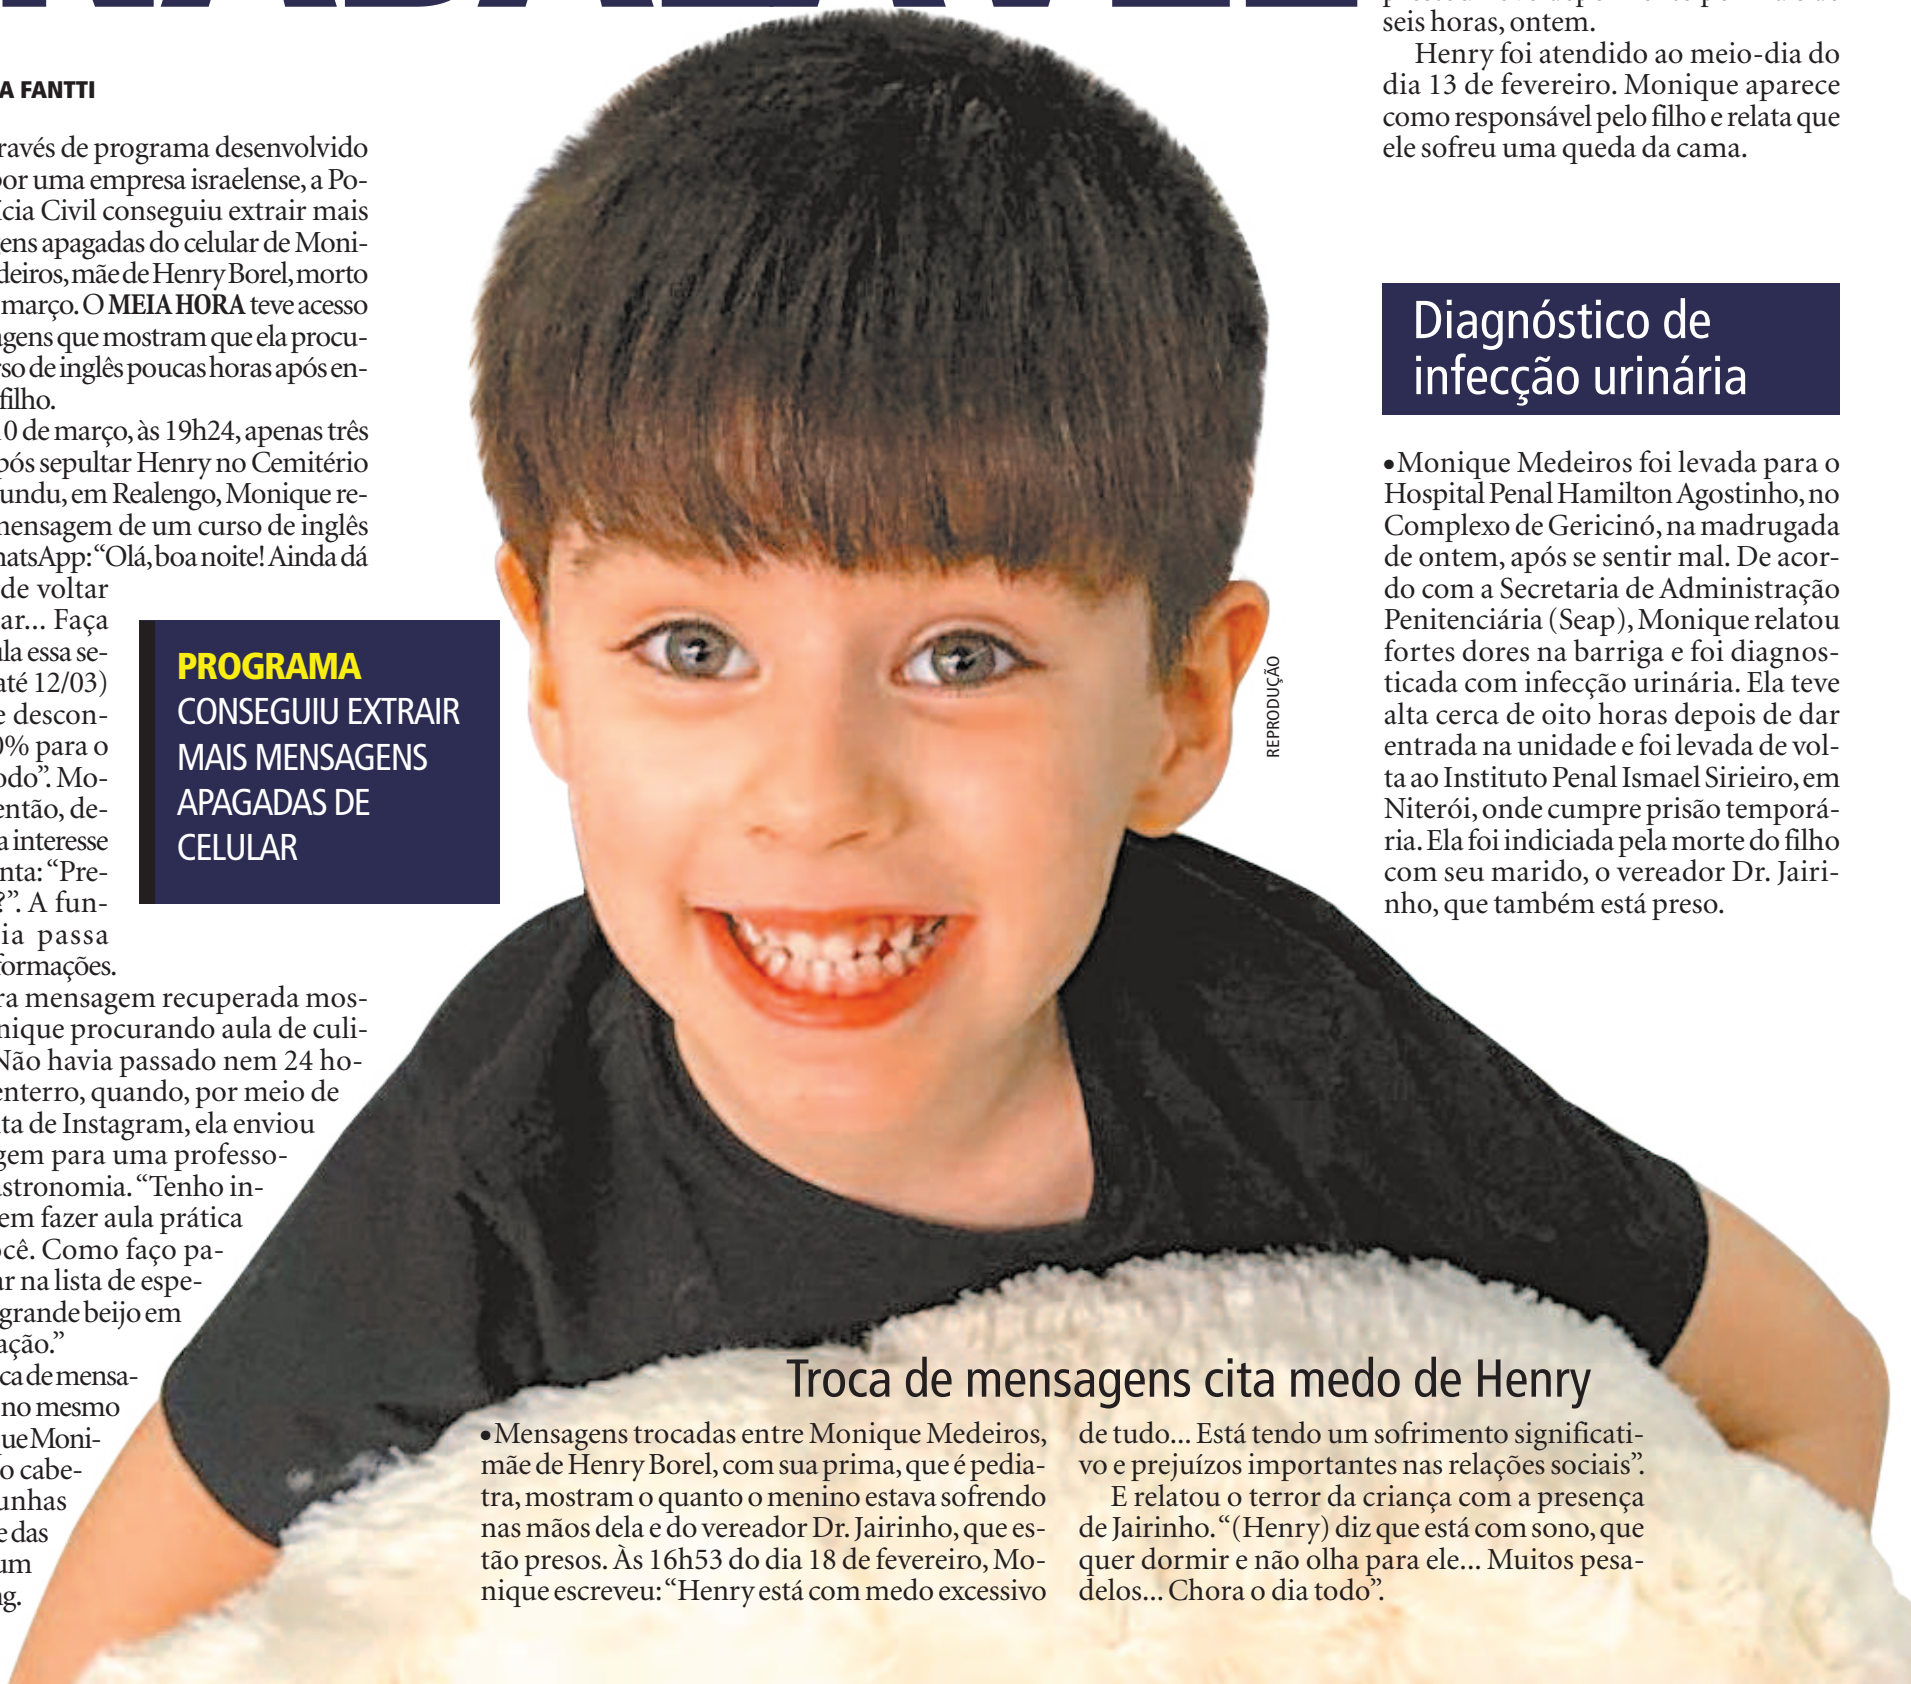 A FANTTI
ravés de programa desenvolvido
por uma empresa israelense, a Po-
ícia Civil conseguiu extrair mais
ens apagadas do celular de Moni-
deiros, mãe de Henry Borel, morto
março. O MEIA HORA teve acesso
agens que mostram que ela procu-
so de inglês poucas horas após en-
filho.
10 de março, às 19h24, apenas três
pós sepultar Henry no Cemitério
undu, em Realengo, Monique re-
mensagem de um curso de inglês
hatsApp: “Olá, boa noite! Ainda dá
de voltar
ar... Faça
ula essa se-
até 12/03)
e descon-
0% para o
odo”. Mo-
então, de-
a interesse
nta: “Pre-
?”. A fun-
ia passa
formações.
ra mensagem recuperada mos-
nique procurando aula de culi-
Não havia passado nem 24 ho-
enterro, quando, por meio de
ta de Instagram, ela enviou
gem para uma professo-
astronomia. “Tenho in-
em fazer aula prática
ocê. Como faço pa-
ar na lista de espe-
grande beijo em
ação.”
ca de mensa-
no mesmo
ue Moni-
o cabe-
unhas
e das
um
g.
PROGRAMA
CONSEGUIU EXTRAIR
MAIS MENSAGENS
APAGADAS DE
CELULAR
REPRODUÇÃO
Troca de mensagens cita medo de Henry
•Mensagens trocadas entre Monique Medeiros,
mãe de Henry Borel, com sua prima, que é pedia-
tra, mostram o quanto o menino estava sofrendo
nas mãos dela e do vereador Dr. Jairinho, que es-
tão presos. Às 16h53 do dia 18 de fevereiro, Mo-
nique escreveu: “Henry está com medo excessivo
de tudo... Está tendo um sofrimento significati-
vo e prejuízos importantes nas relações sociais”.
E relatou o terror da criança com a presença
de Jairinho. “(Henry) diz que está com sono, que
quer dormir e não olha para ele... Muitos pesa-
delos... Chora o dia todo”.
seis horas, ontem.
Henry foi atendido ao meio-dia do
dia 13 de fevereiro. Monique aparece
como responsável pelo filho e relata que
ele sofreu uma queda da cama.
Diagnóstico de
infecção urinária
•Monique Medeiros foi levada para o
Hospital Penal Hamilton Agostinho, no
Complexo de Gericinó, na madrugada
de ontem, após se sentir mal. De acor-
do com a Secretaria de Administração
Penitenciária (Seap), Monique relatou
fortes dores na barriga e foi diagnos-
ticada com infecção urinária. Ela teve
alta cerca de oito horas depois de dar
entrada na unidade e foi levada de vol-
ta ao Instituto Penal Ismael Sirieiro, em
Niterói, onde cumpre prisão temporá-
ria. Ela foi indiciada pela morte do filho
com seu marido, o vereador Dr. Jairi-
nho, que também está preso.